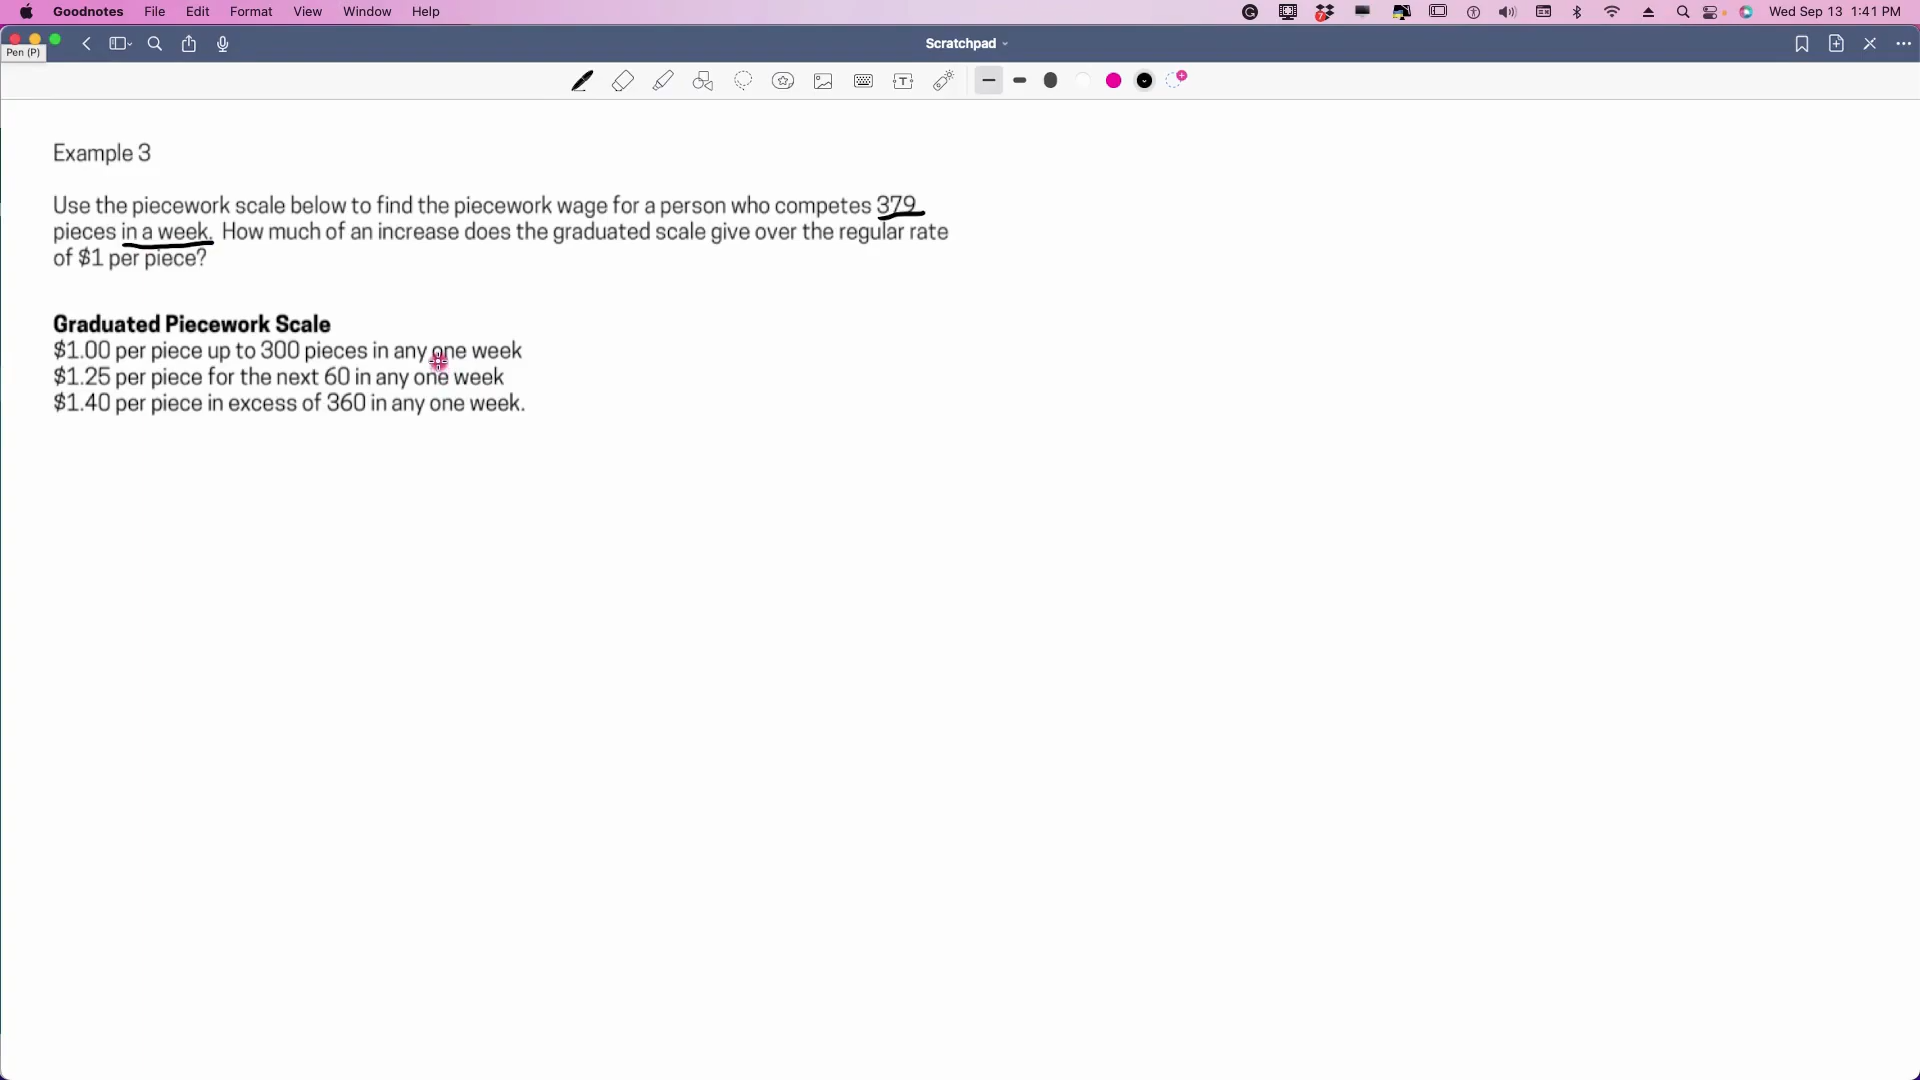 Goodnotes File Edit Format View Window Help
7
Wed Sep 13 1:41 PM
Pen (P)
Scratchpad
Example 3
Use the piecework scale below to find the piecework wage for a person who competes 379
pieces in a week. How much of an increase does the graduated scale give over the regular rate
of $1 per piece?
Graduated Piecework Scale
$1.00 per piece up to 300 pieces in any one week
$1.25 per piece for the next 60 in any one week
$1.40 per piece in excess of 360 in any one week.